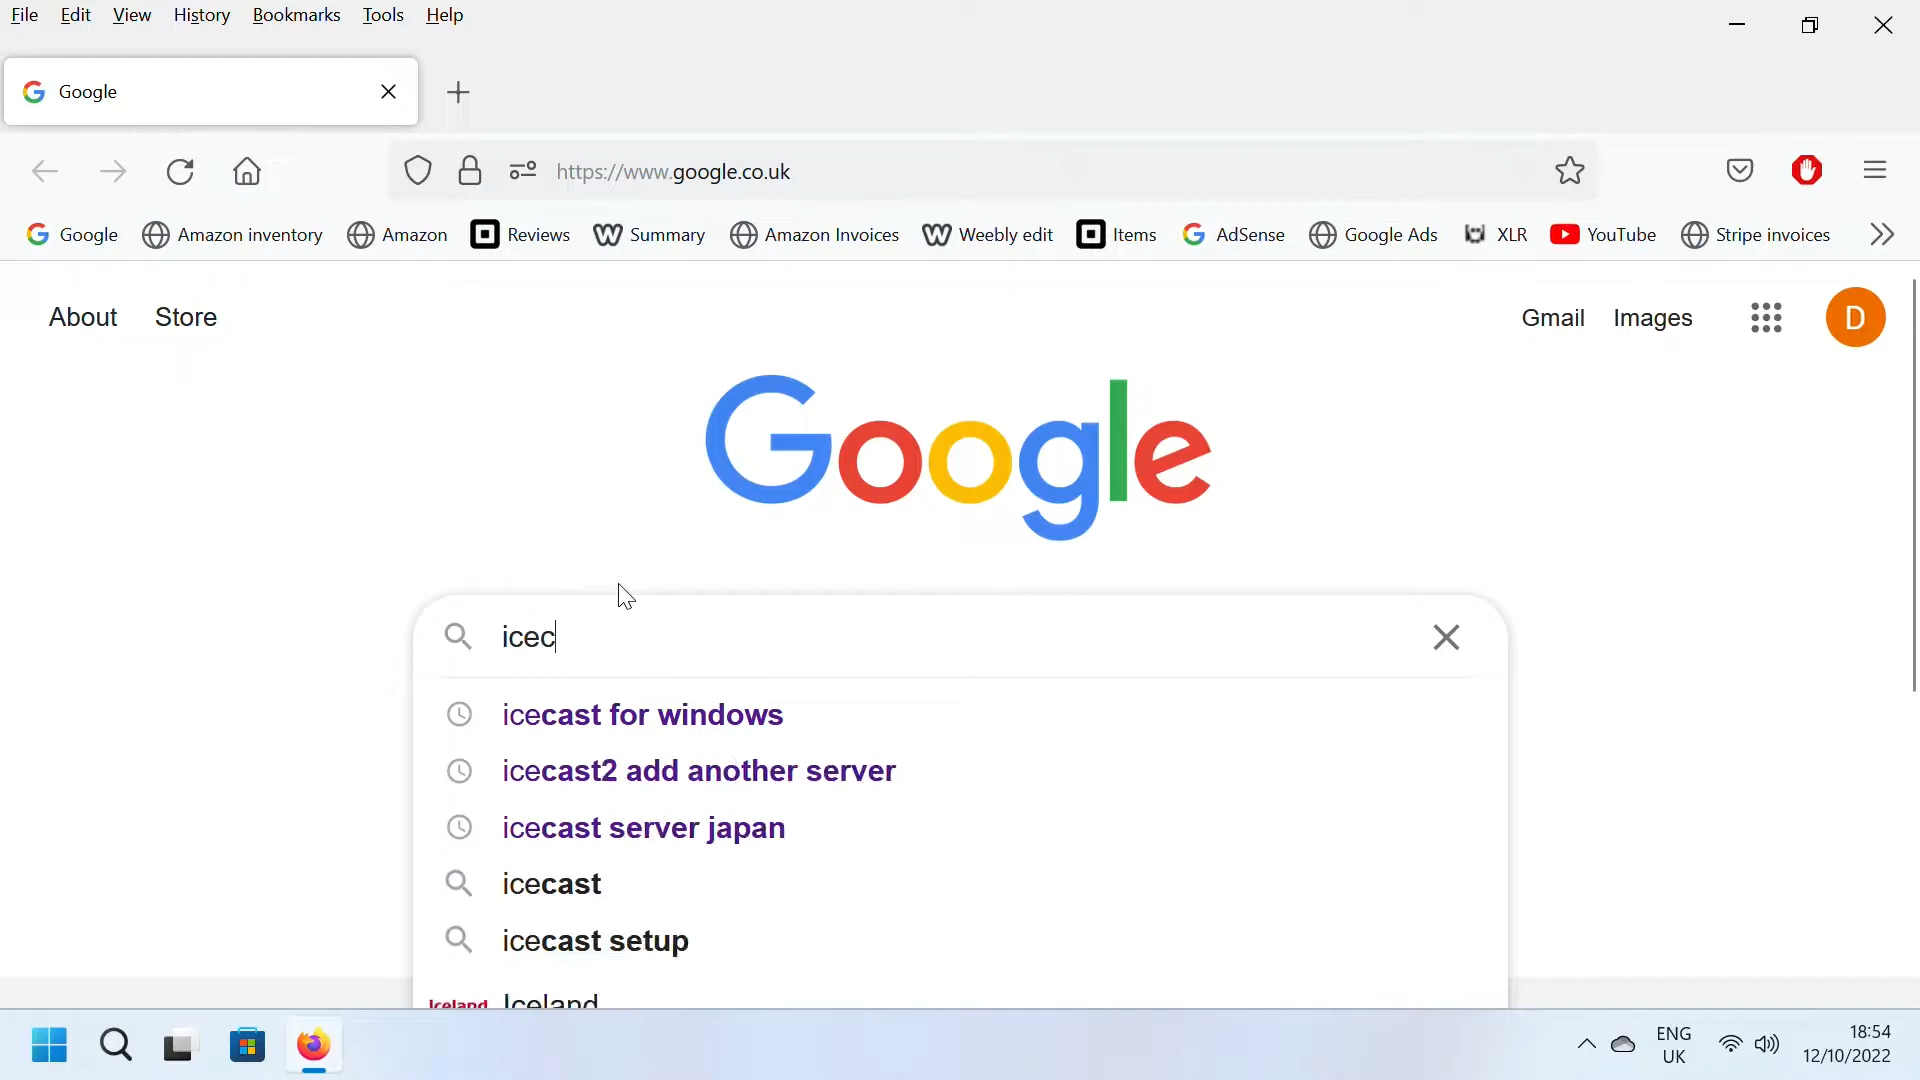 File Edit View History Bookmarks Tools Help
Google
https://www.google.co.uk
Google Amazon inventory Amazon Reviews Summary Amazon Invoices Weebly edit Items AdSense Google Ads XLR YouTube Stripe invoices
About Store Gmail Images D
Google
icec
icecast for windows
icecast2 add another server
icecast server japan
icecast
icecast setup
Iceland Iceland
ENG 18:54
UK 12/10/2022